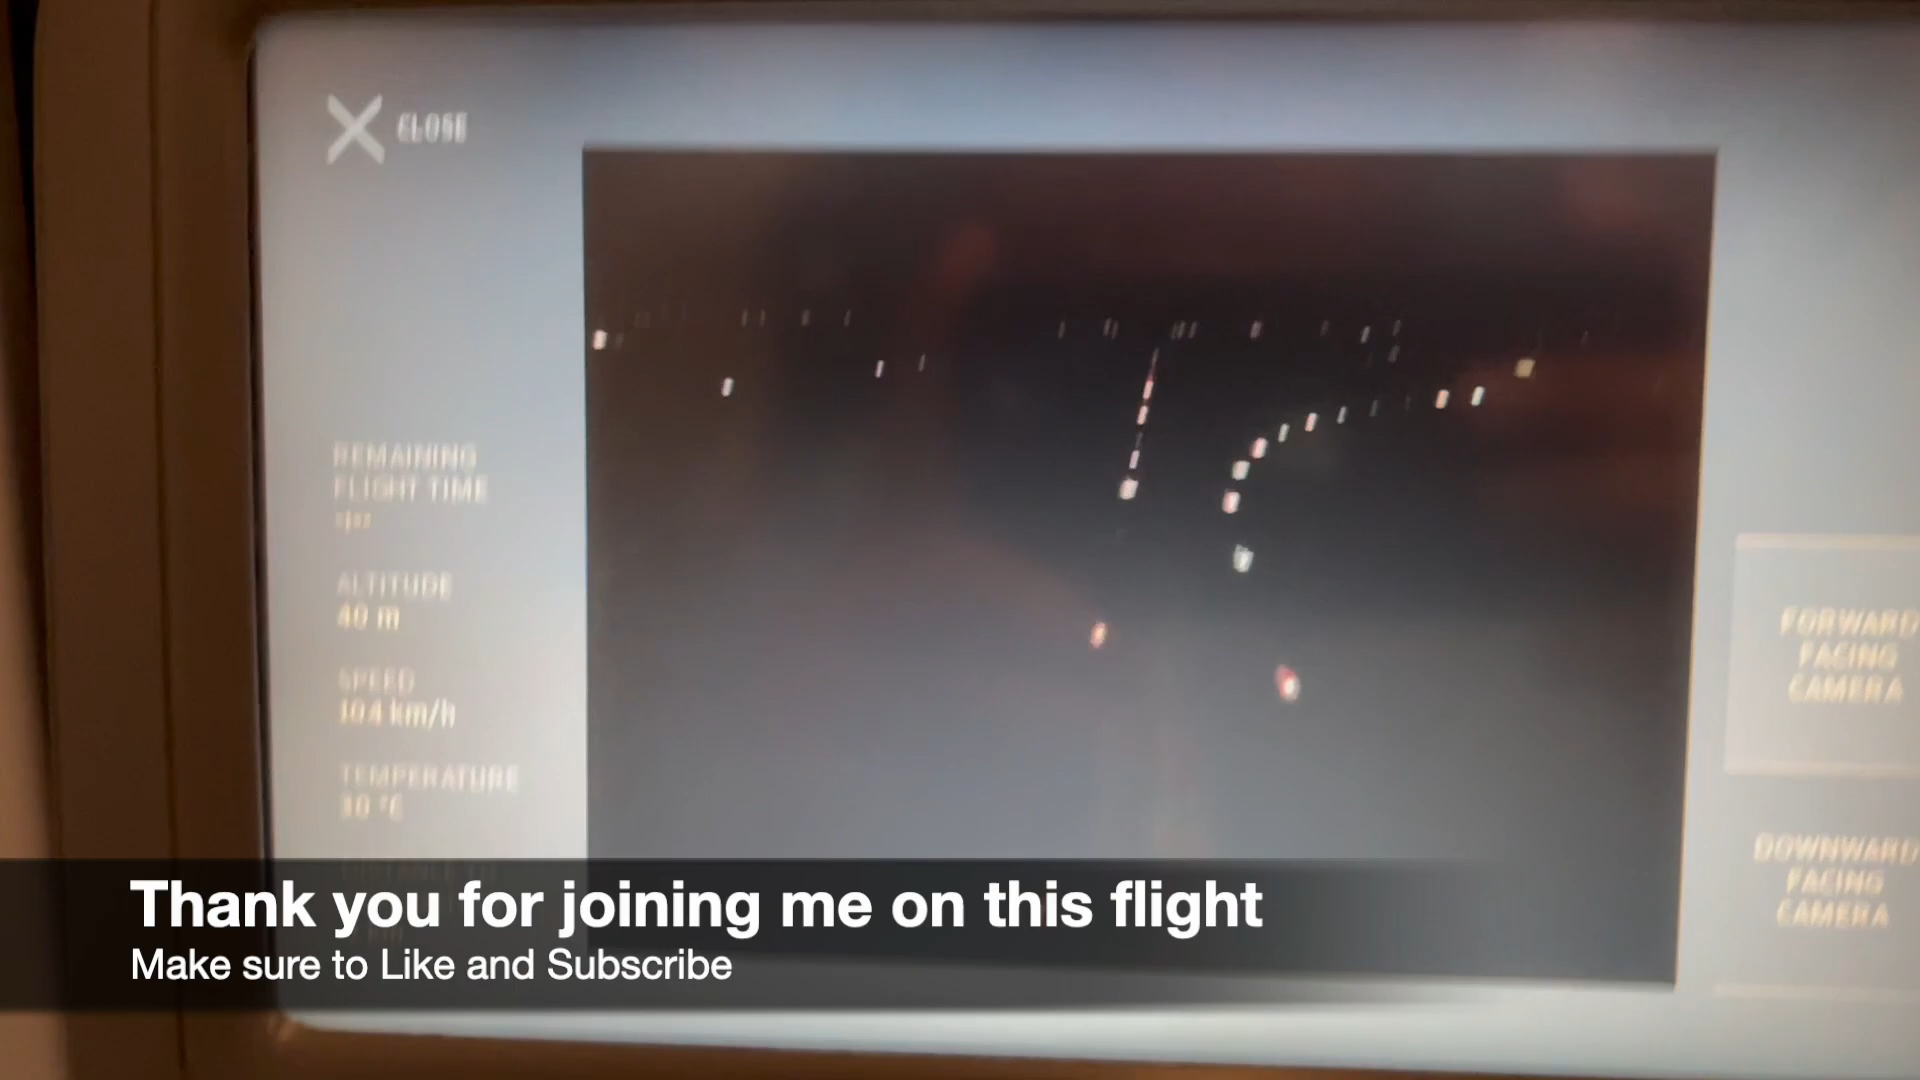 CLOSE
REMAINING
FLIGHT TIME
ALTITUDE
40 m
SPEED
104 km/h
TEMPERATURE
30 °C
FORWARD
FACING
CAMERA
DOWNWARD
FACING
CAMERA
Thank you for joining me on this flight
Make sure to Like and Subscribe